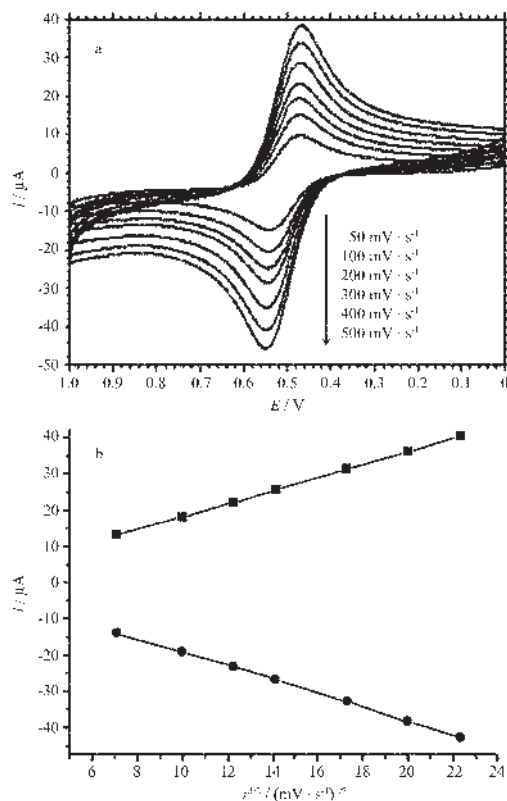 a
40
30
20
10
0
-10
-20
-30
-40
-50
I / μA
50 mV · s⁻¹
100 mV · s⁻¹
200 mV · s⁻¹
300 mV · s⁻¹
400 mV · s⁻¹
500 mV · s⁻¹
1.0 0.9 0.8 0.7 0.6 0.5 0.4 0.3 0.2 0.1 0
E / V
b
40
30
20
10
0
-10
-20
-30
-40
I / μA
6 8 10 12 14 16 18 20 22 24
/ (mV · s⁻¹)